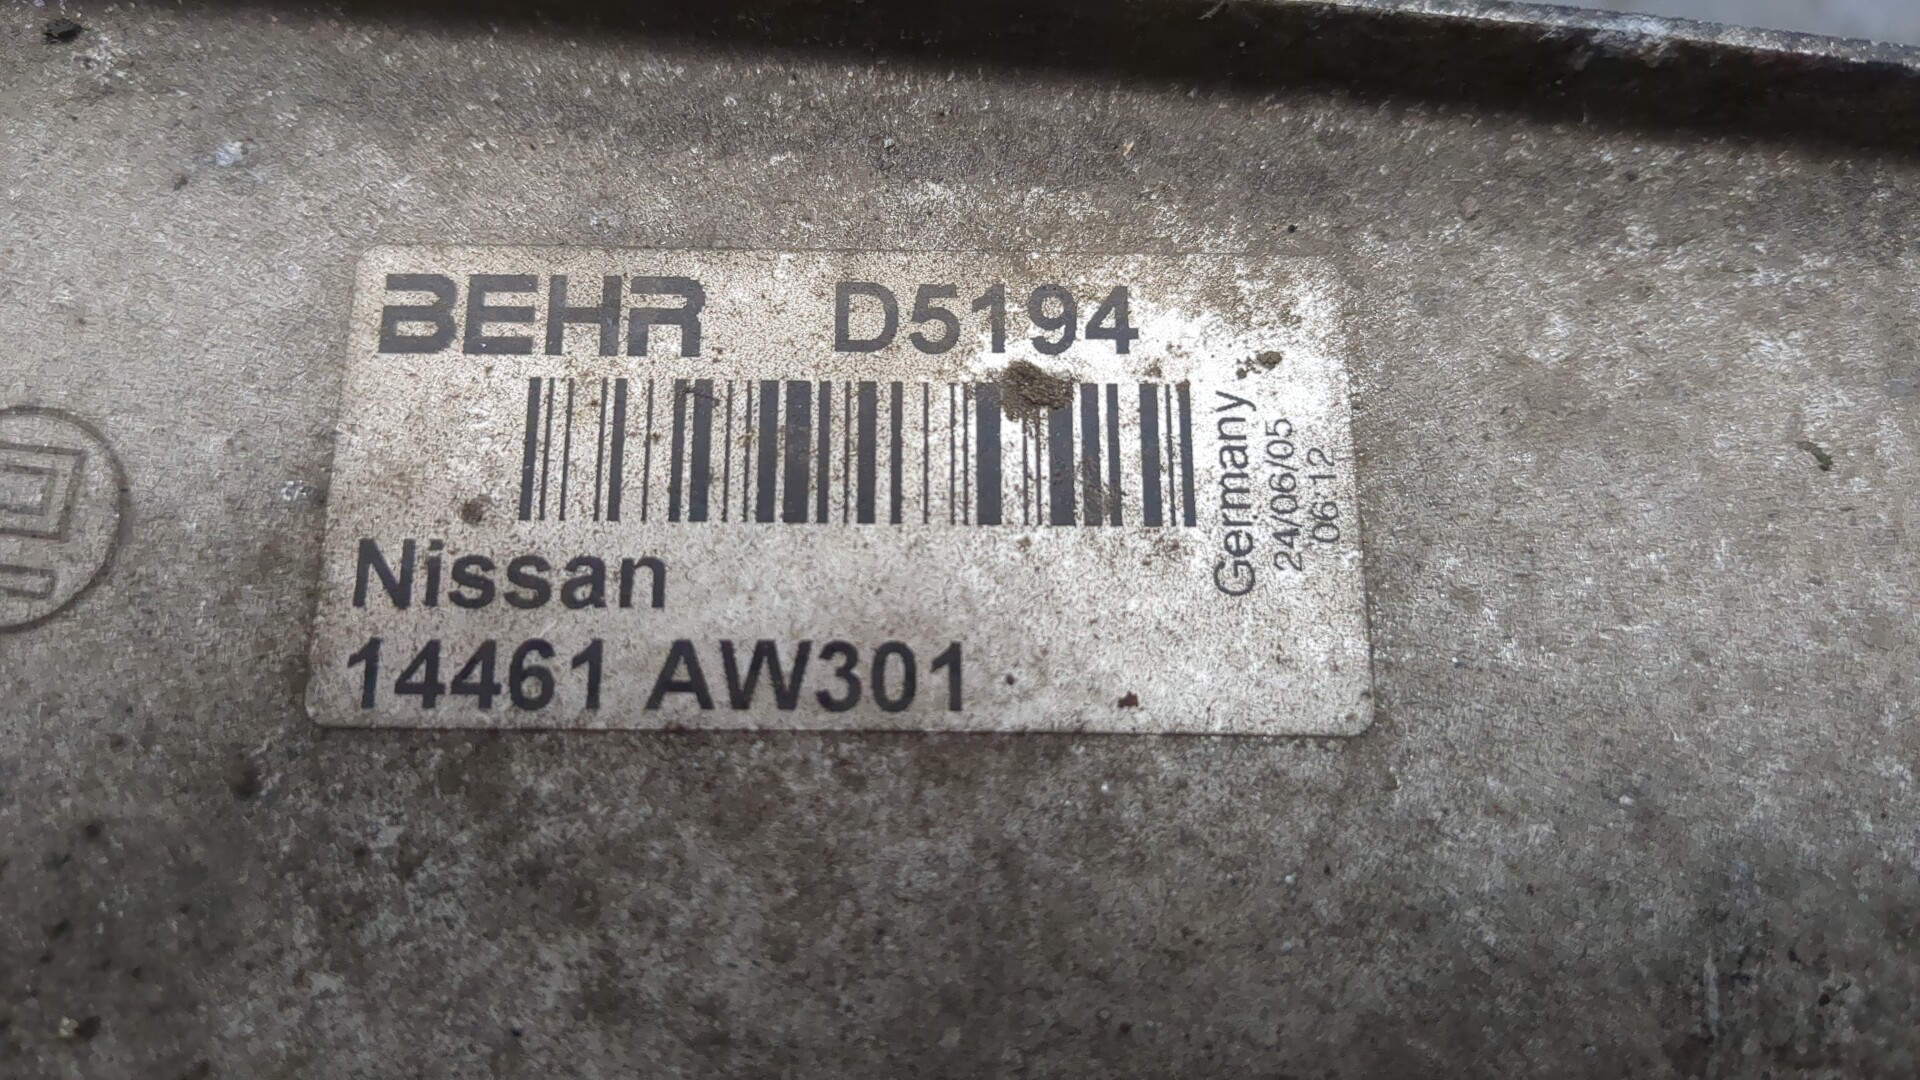 BEHR D5194
Nissan
14461 AW301
Germany
24/06/05
06:12